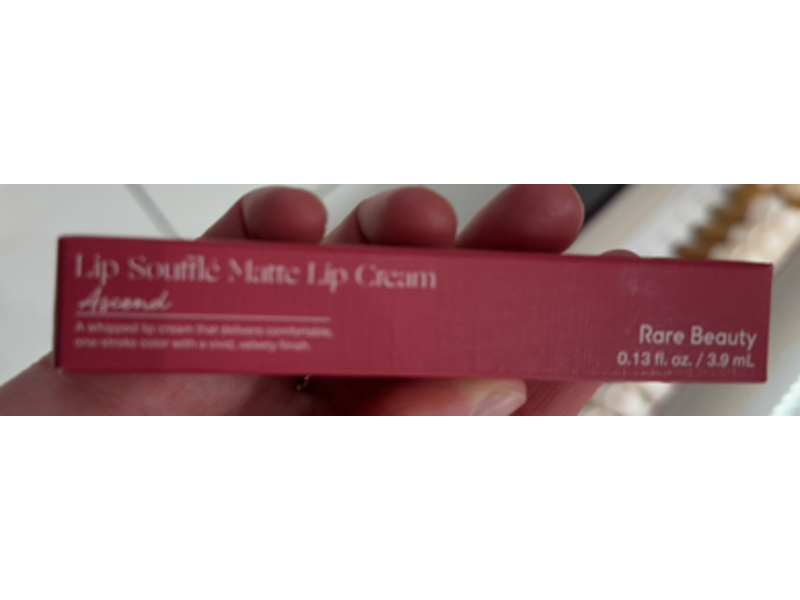 Lip Soufflé Matte Lip Cream
Ascend
A whipped lip cream that delivers comfortable,
one-stroke color with a vivid, velvety finish.
Rare Beauty
0.13 fl. oz. / 3.9 mL